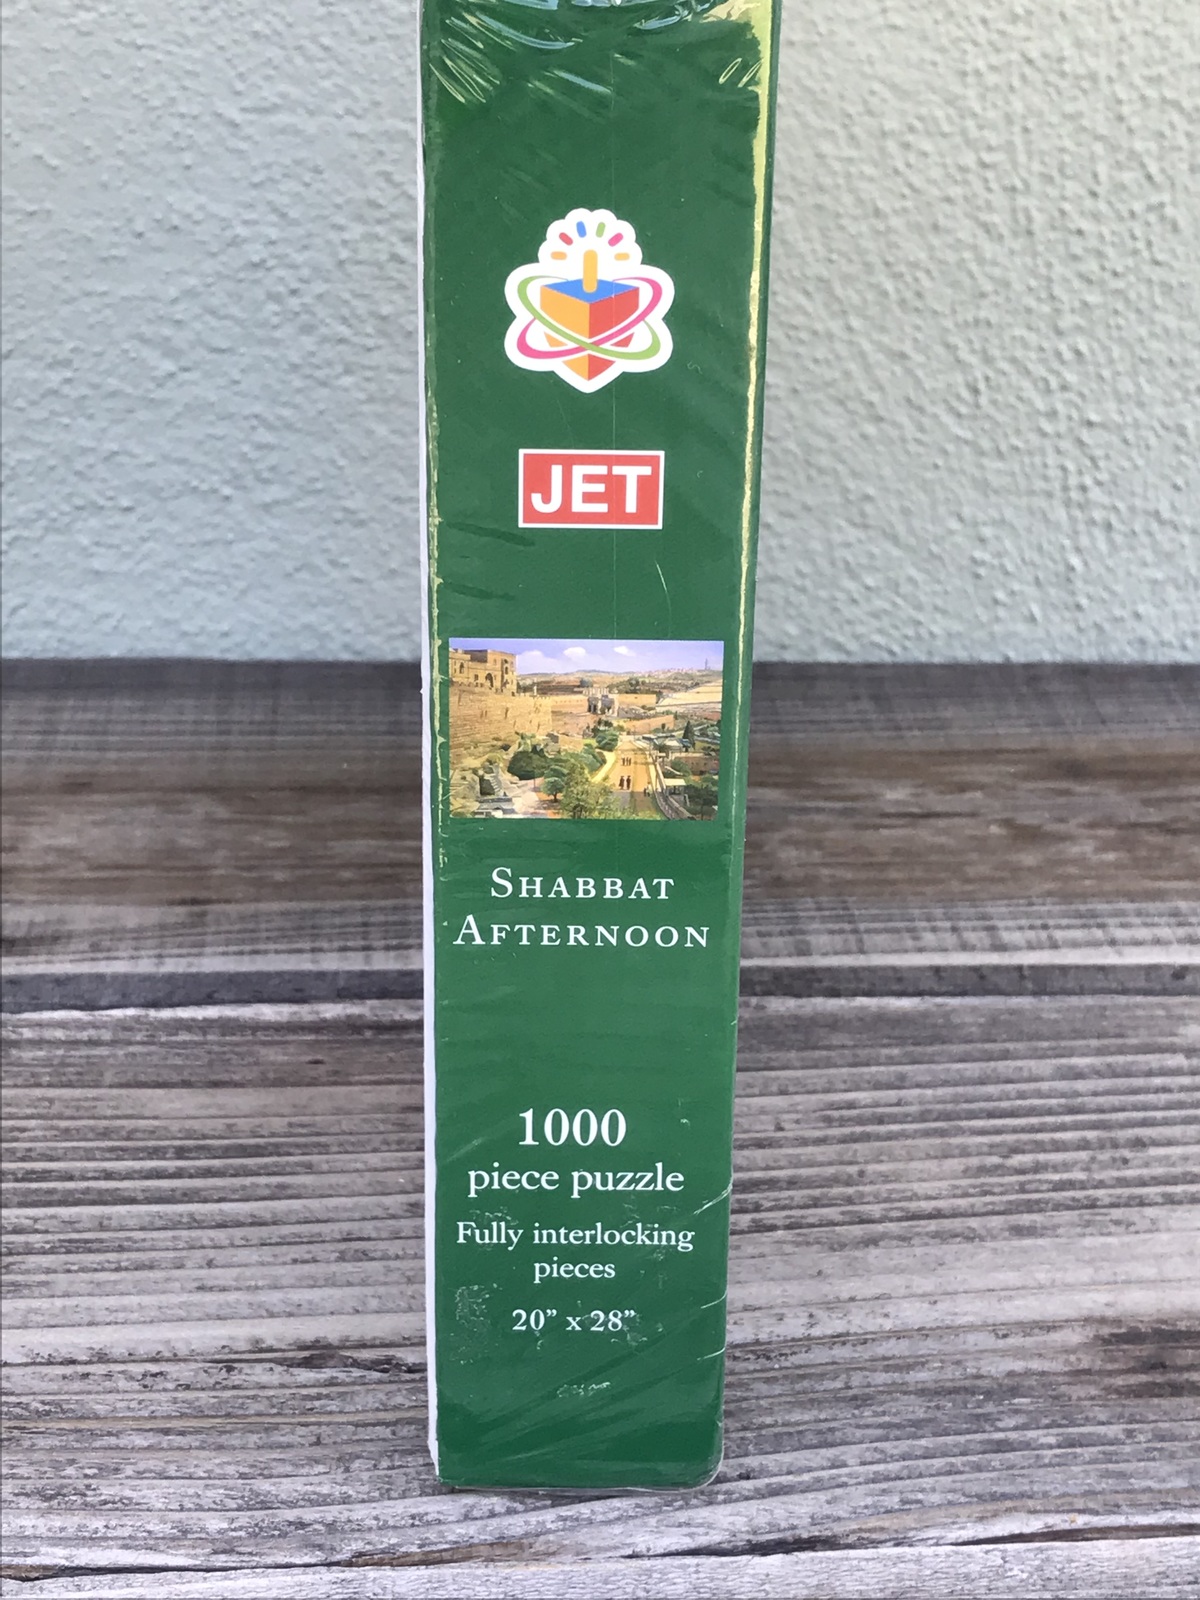 JET
Shabbat
Afternoon
1000
piece puzzle
Fully interlocking
pieces
20” x 28”